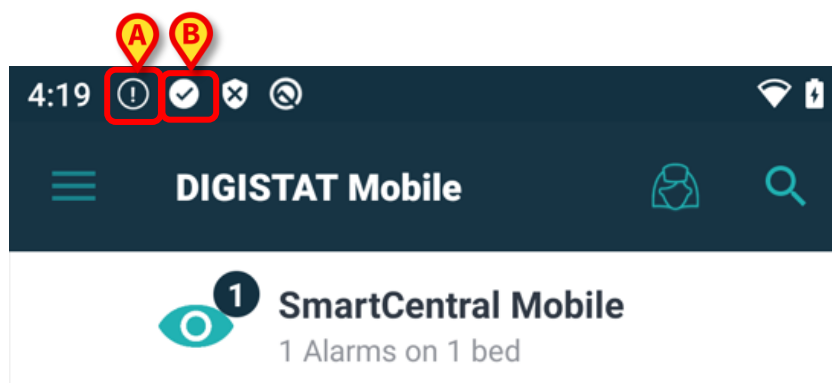 A B
4:19
DIGISTAT Mobile
1
SmartCentral Mobile
1 Alarms on 1 bed